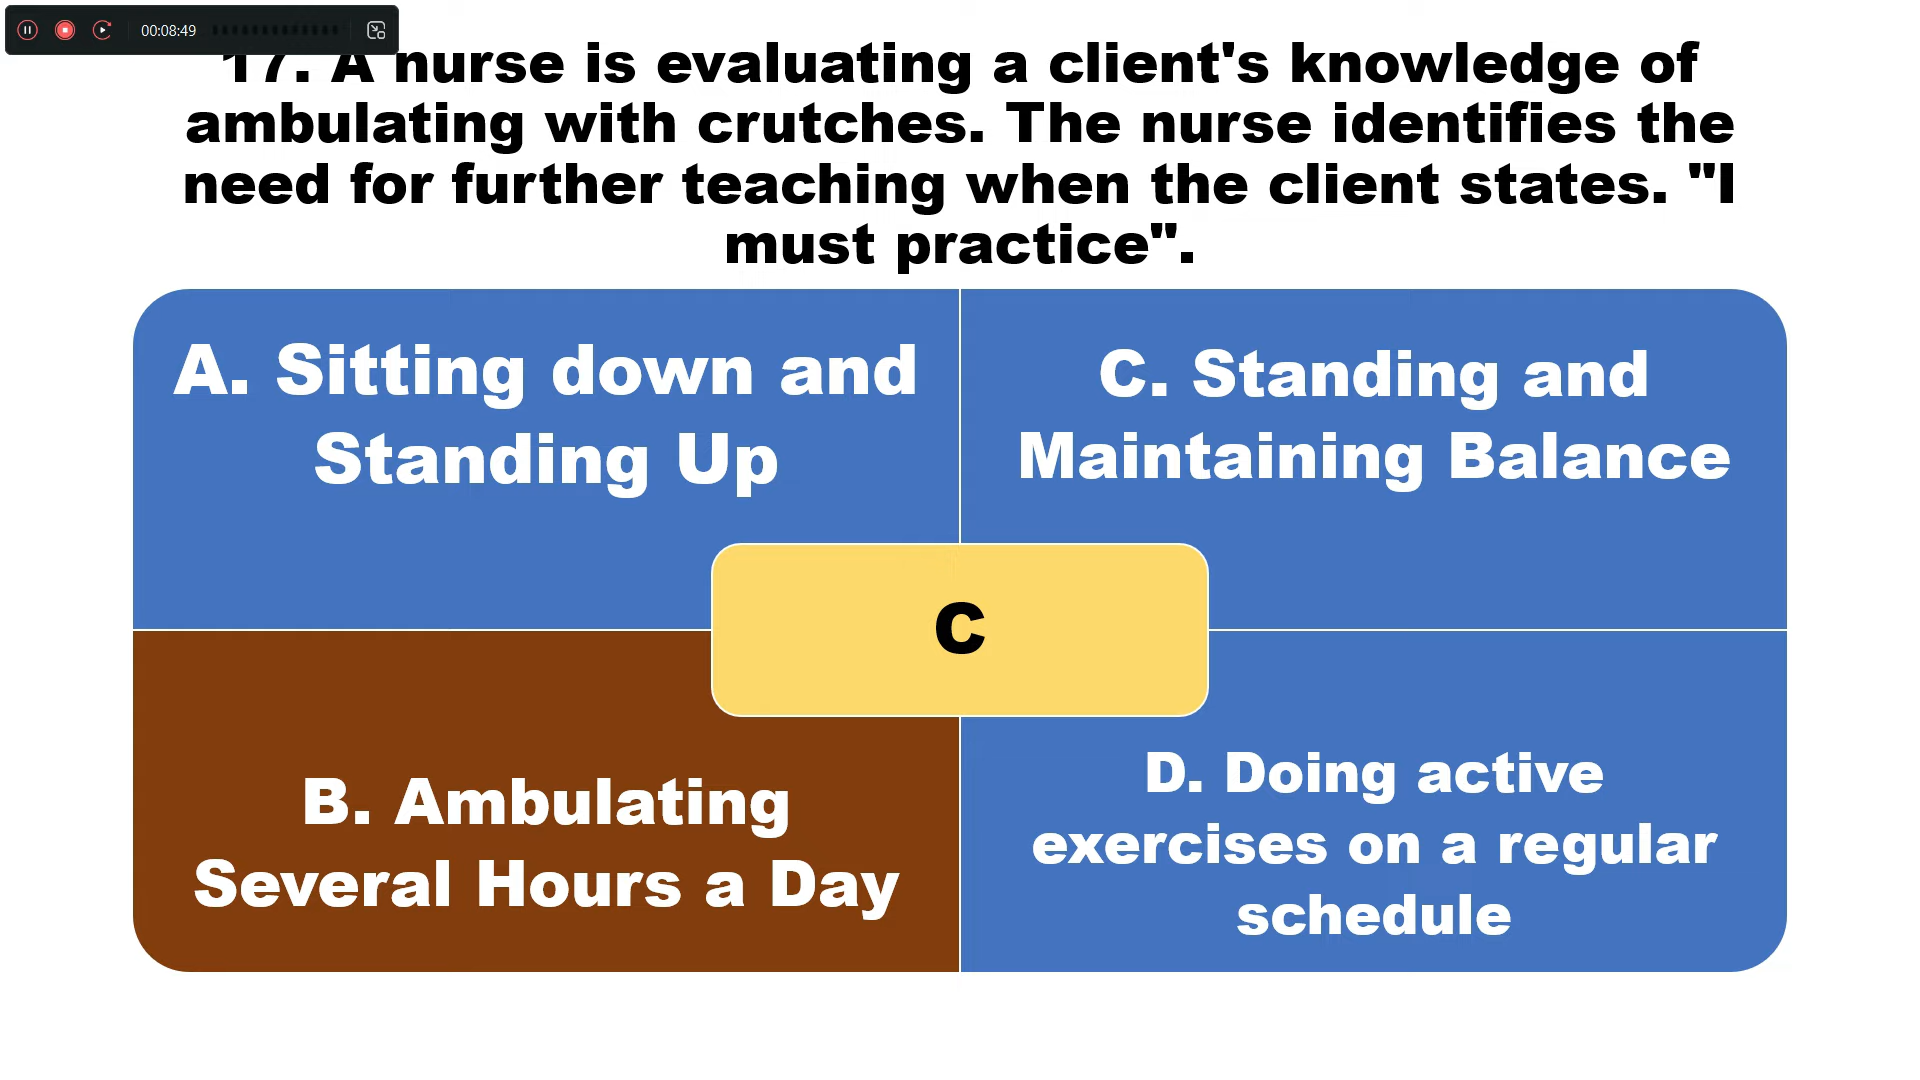 00:08:49
17. A nurse is evaluating a client's knowledge of
ambulating with crutches. The nurse identifies the
need for further teaching when the client states. "I
must practice".
A. Sitting down and
Standing Up
C. Standing and
Maintaining Balance
C
B. Ambulating
Several Hours a Day
D. Doing active
exercises on a regular
schedule